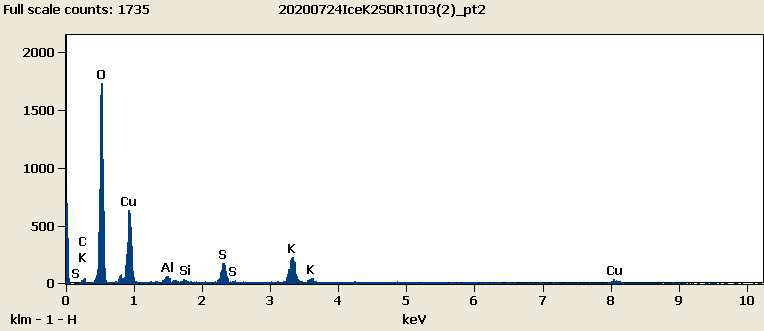 Full scale counts: 1735 20200724IceK2SOR1T03(2)_pt2
2000
O
1500
1000
Cu
500
C
K
S
Al
Si
S
S
K
K
Cu
0
0 1 2 3 4 5 6 7 8 9 10
klm - 1 - H keV